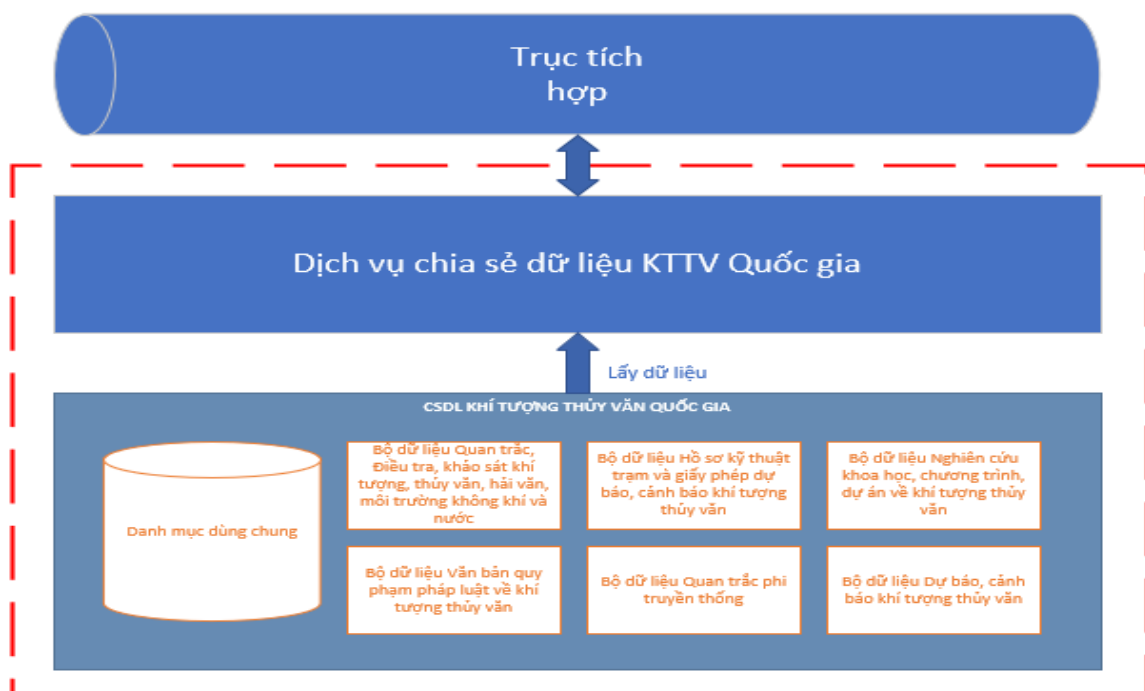 Trục tích
hợp
Dịch vụ chia sẻ dữ liệu KTTV Quốc gia
Lấy dữ liệu
CSDL KHÍ TƯỢNG THỦY VĂN QUỐC GIA
Danh mục dùng chung
Bộ dữ liệu Quan trắc,
Điều tra, khảo sát khí
tượng, thủy văn, hải văn,
môi trường không khí và
nước
Bộ dữ liệu Hồ sơ kỹ thuật
trạm và giấy phép dự
báo, cảnh báo khí tượng
thủy văn
Bộ dữ liệu Nghiên cứu
khoa học, chương trình,
dự án về khí tượng thủy
văn
Bộ dữ liệu Văn bản quy
phạm pháp luật về khí
tượng thủy văn
Bộ dữ liệu Quan trắc phi
truyền thống
Bộ dữ liệu Dự báo, cảnh
báo khí tượng thủy văn